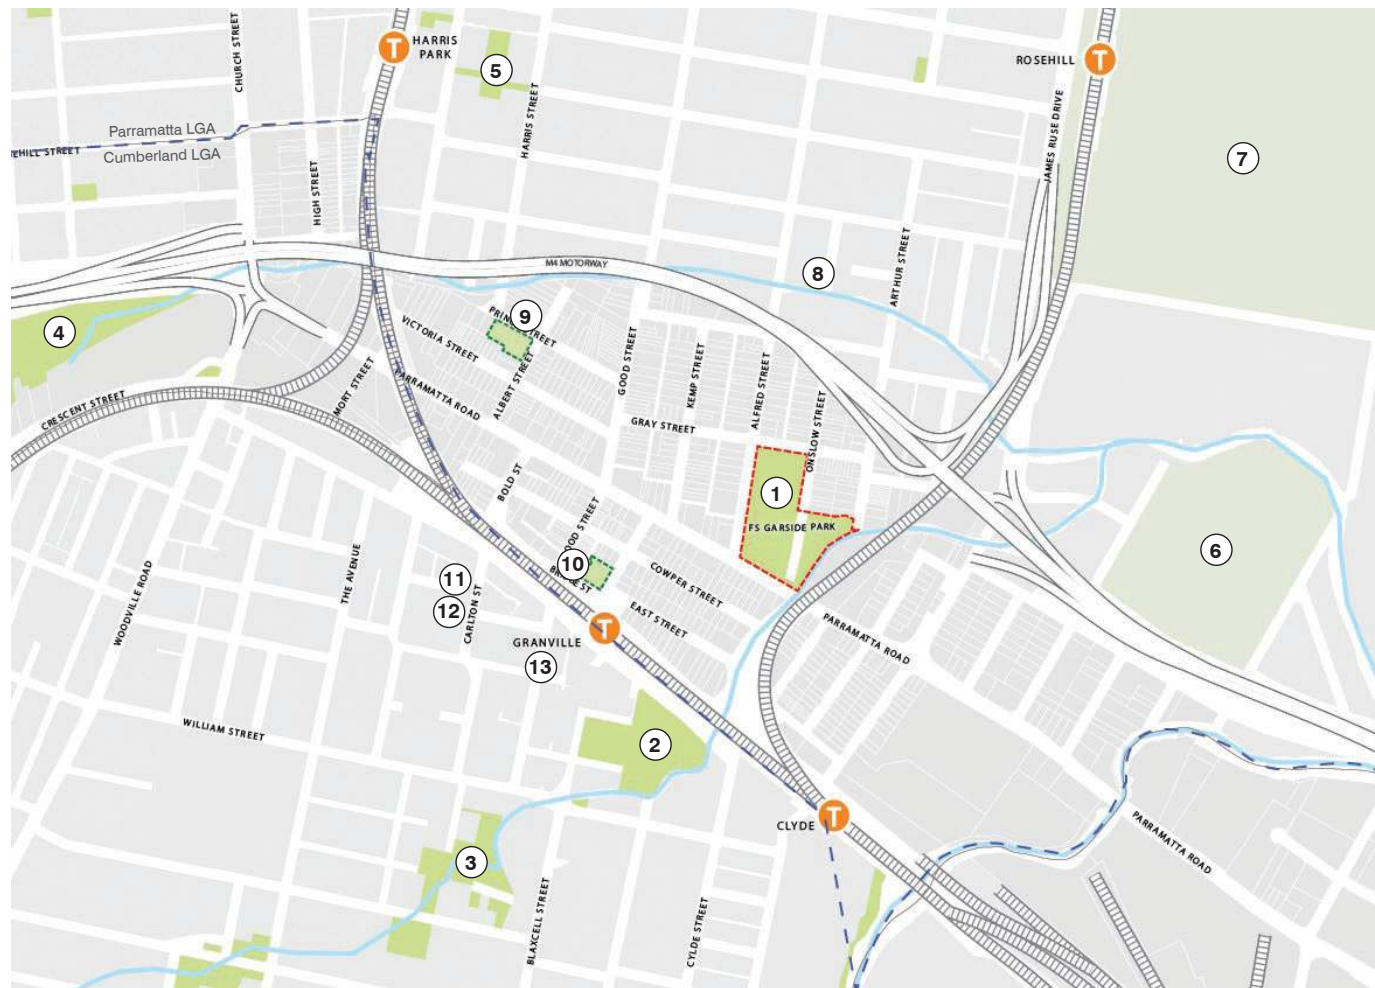 HARRIS
PARK
T
ROSEHILL
T
CHURCH STREET
5
HARRIS STREET
JAMES RUSE DRIVE
Parramatta LGA
Cumberland LGA
EHILL STREET
HIGH STREET
7
M4 MOTORWAY
8
ARTHUR STREET
4
9
VICTORIA STREET
ALBERT STREET
GOOD STREET
KEMP STREET
ALFRED STREET
ONSLOW STREET
CRESCENT STREET
MORT STREET
PARRAMATTA ROAD
GRAY STREET
BOLD ST
1
FS GARSIDE PARK
6
10
COWPER STREET
EAST STREET
THE AVENUE
WOODVILLE ROAD
11
12
CARLTON ST
T
GRANVILLE
13
PARRAMATTA ROAD
WILLIAM STREET
2
T
CLYDE
PARRAMATTA ROAD
3
BLAXCELL STREET
CYLDE STREET